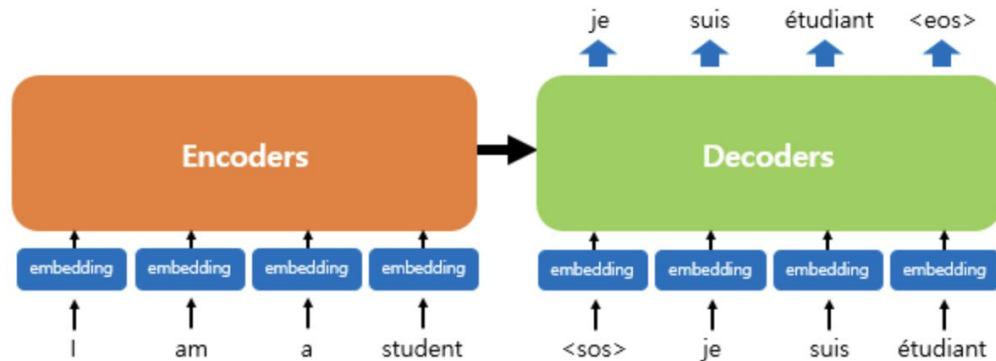 je suis étudiant <eos>
Encoders Decoders
embedding embedding embedding embedding embedding embedding embedding embedding
I am a student <sos> je suis étudiant